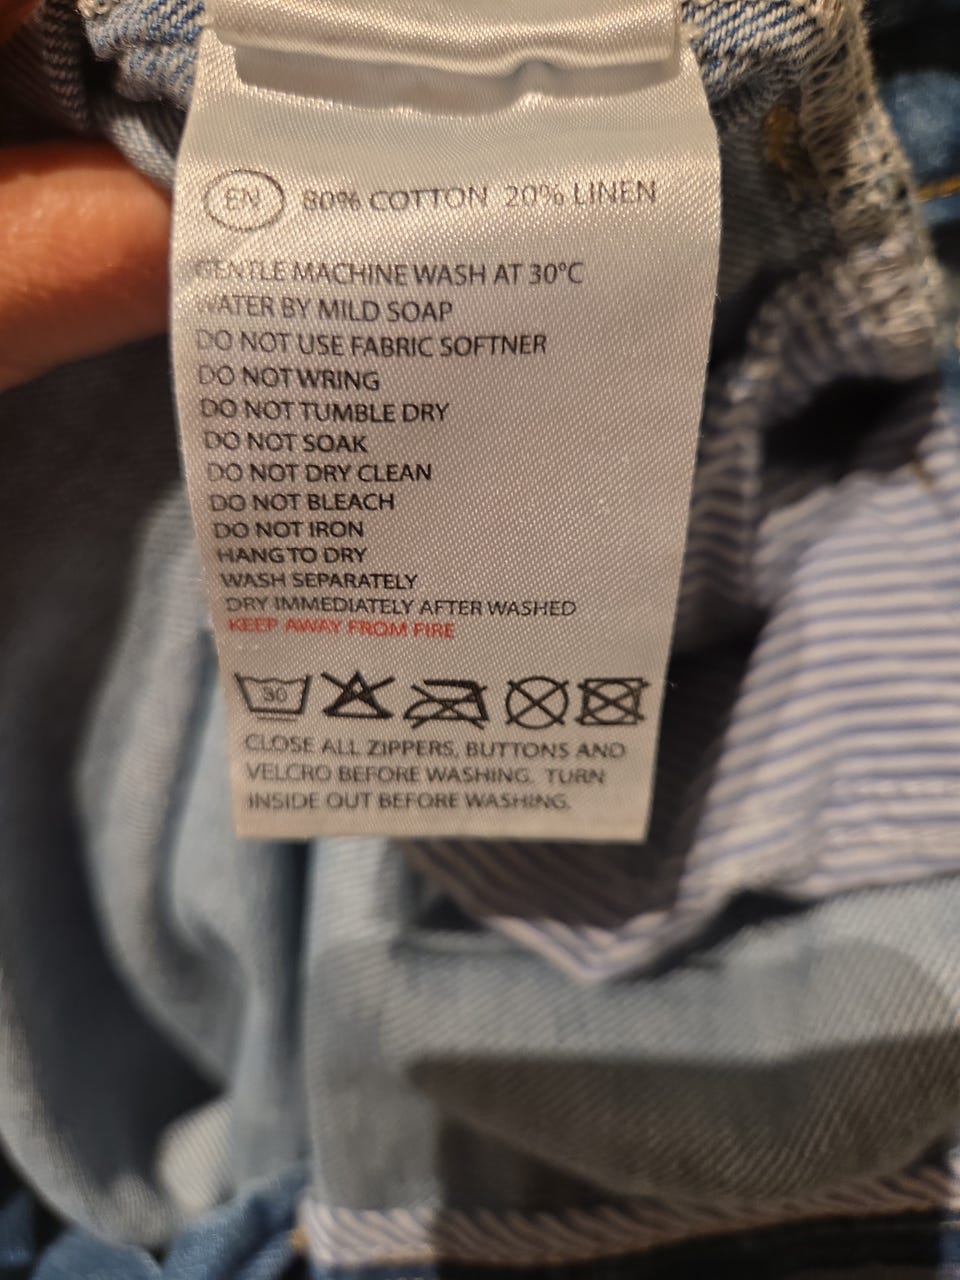 EN 80% COTTON 20% LINEN
GENTLE MACHINE WASH AT 30°C
WATER BY MILD SOAP
DO NOT USE FABRIC SOFTNER
DO NOT WRING
DO NOT TUMBLE DRY
DO NOT SOAK
DO NOT DRY CLEAN
DO NOT BLEACH
DO NOT IRON
HANG TO DRY
WASH SEPARATELY
DRY IMMEDIATELY AFTER WASHED
KEEP AWAY FROM FIRE
30
CLOSE ALL ZIPPERS, BUTTONS AND
VELCRO BEFORE WASHING. TURN
INSIDE OUT BEFORE WASHING.